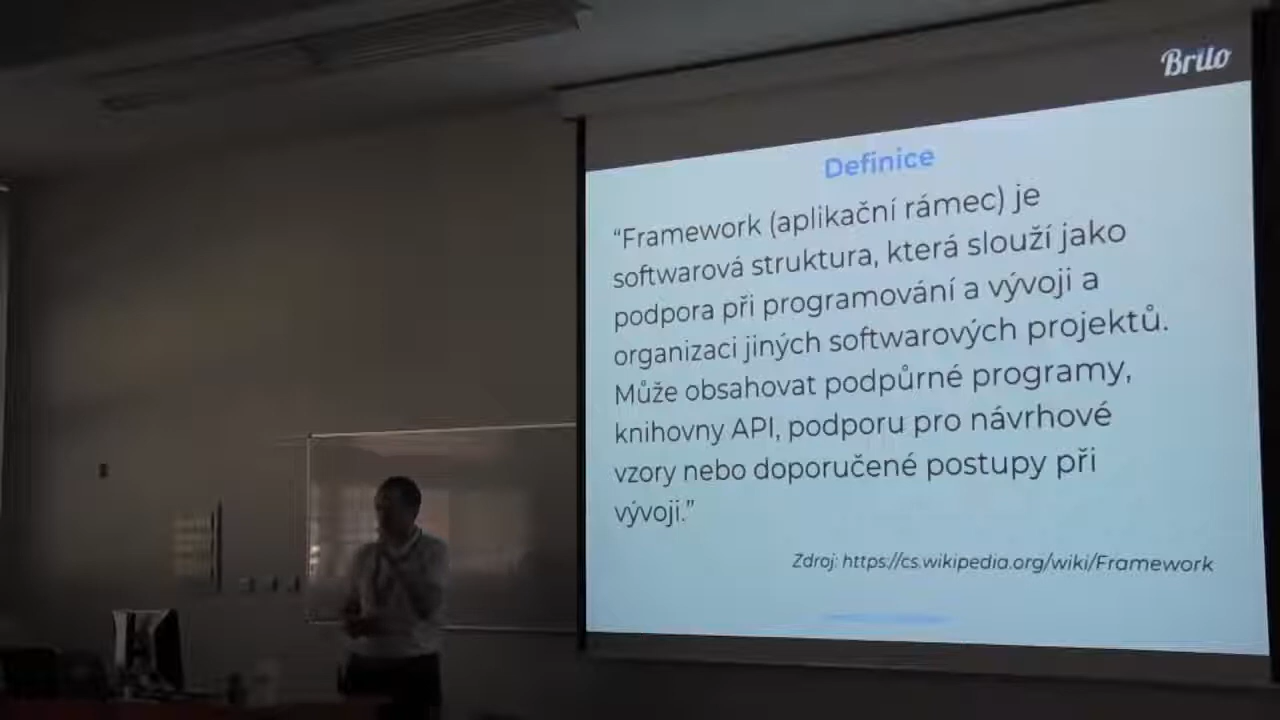 Brilo
Definice
“Framework (aplikační rámec) je
softwarová struktura, která slouží jako
podpora při programování a vývoji a
organizaci jiných softwarových projektů.
Může obsahovat podpůrné programy,
knihovny API, podporu pro návrhové
vzory nebo doporučené postupy při
vývoji.”
Zdroj: https://cs.wikipedia.org/wiki/Framework